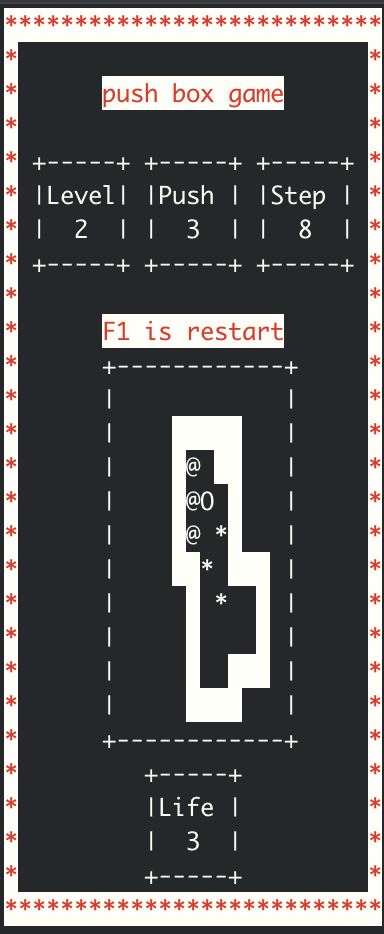 ***************************
push box game
+-----+ +-----+ +-----+
|Level| |Push | |Step |
|  2  | |  3  | |  8  |
+-----+ +-----+ +-----+
F1 is restart
+------------+
@
@O
@ *
*
*
+------------+
+-----+
|Life |
|  3  |
+-----+
***************************